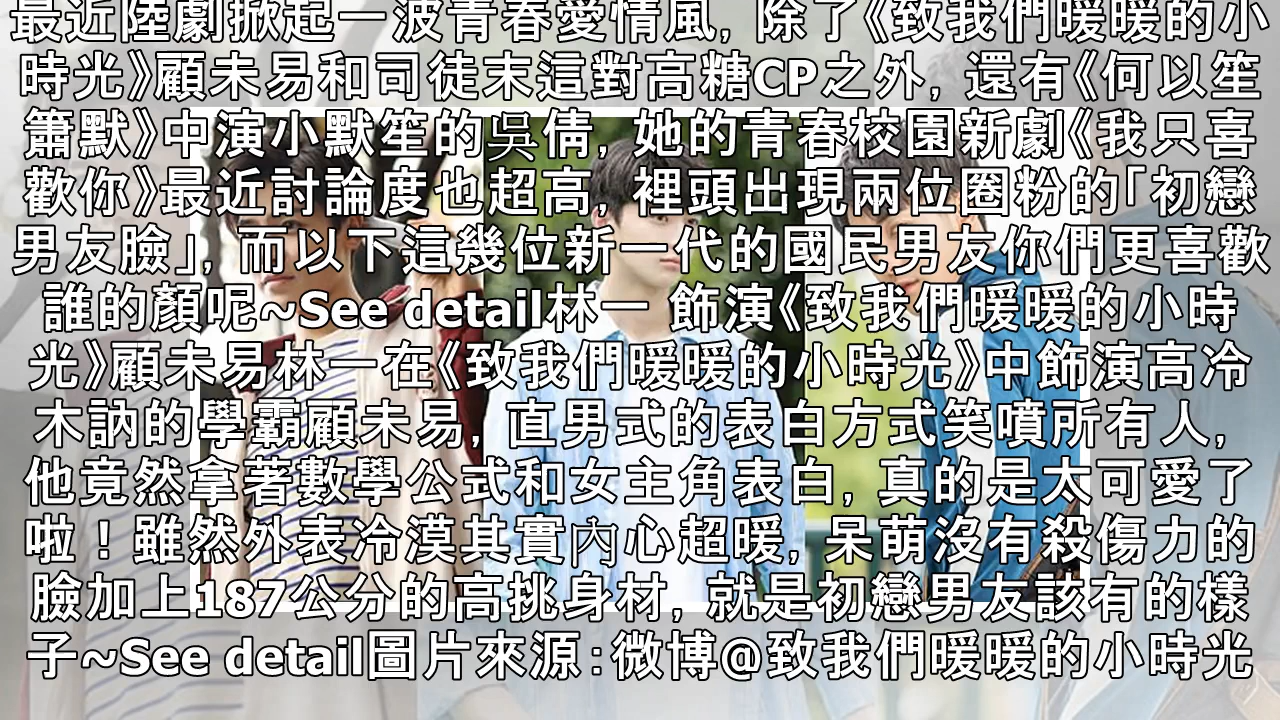 最近陸劇掀起一波青春愛情風，除了《致我們暖暖的小
時光》顧未易和司徒末這對高糖CP之外，還有《何以笙
簫默》中演小默笙的吳倩，她的青春校園新劇《我只喜
歡你》最近討論度也超高，裡頭出現兩位圈粉的「初戀
男友臉」，而以下這幾位新一代的國民男友你們更喜歡
誰的顏呢~See detail林一 飾演《致我們暖暖的小時
光》顧未易林一在《致我們暖暖的小時光》中飾演高冷
木訥的學霸顧未易，直男式的表白方式笑噴所有人，
他竟然拿著數學公式和女主角表白，真的是太可愛了
啦！雖然外表冷漠其實內心超暖，呆萌沒有殺傷力的
臉加上187公分的高挑身材，就是初戀男友該有的樣
子~See detail圖片來源：微博@致我們暖暖的小時光